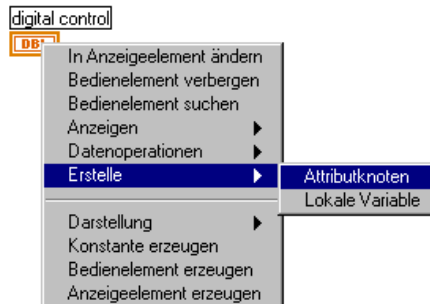 digital control
DBL
In Anzeigeelement ändern
Bedienelement verbergen
Bedienelement suchen
Anzeigen
Datenoperationen
Erstelle
Attributknoten
Lokale Variable
Darstellung
Konstante erzeugen
Bedienelement erzeugen
Anzeigeelement erzeugen